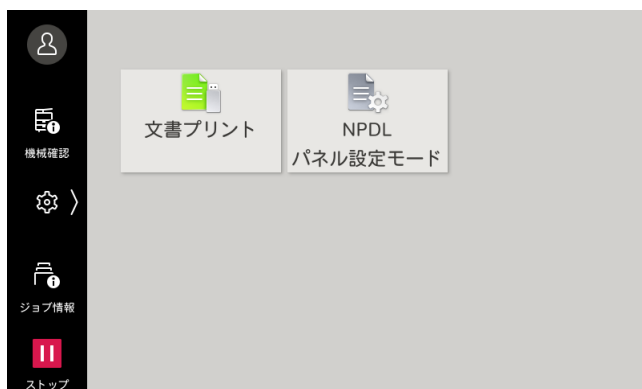 機械確認
ジョブ情報
ストップ
文書プリント
NPDL
パネル設定モード